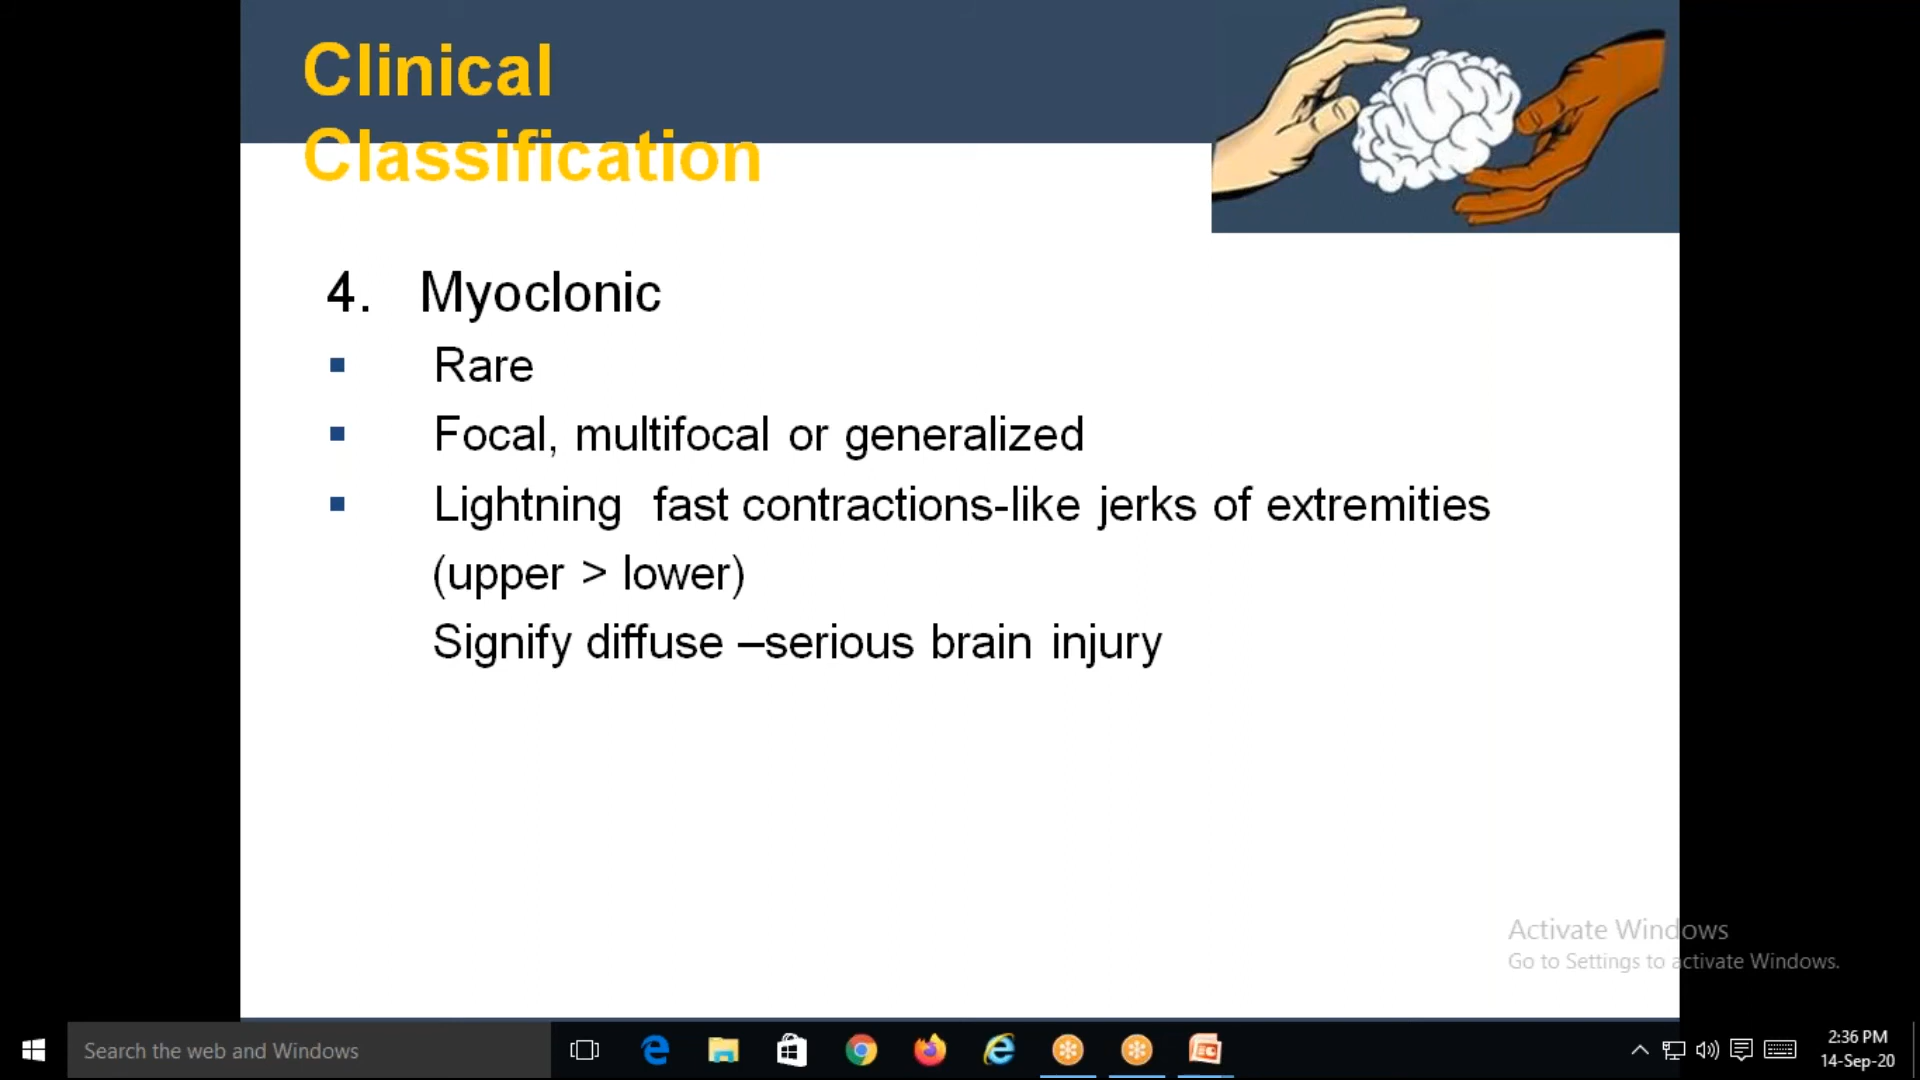 Clinical
Classification
4. Myoclonic
▪ Rare
▪ Focal, multifocal or generalized
▪ Lightning fast contractions-like jerks of extremities
(upper > lower)
Signify diffuse –serious brain injury
Activate Windows
Go to Settings to activate Windows.
Search the web and Windows
2:36 PM
14-Sep-20